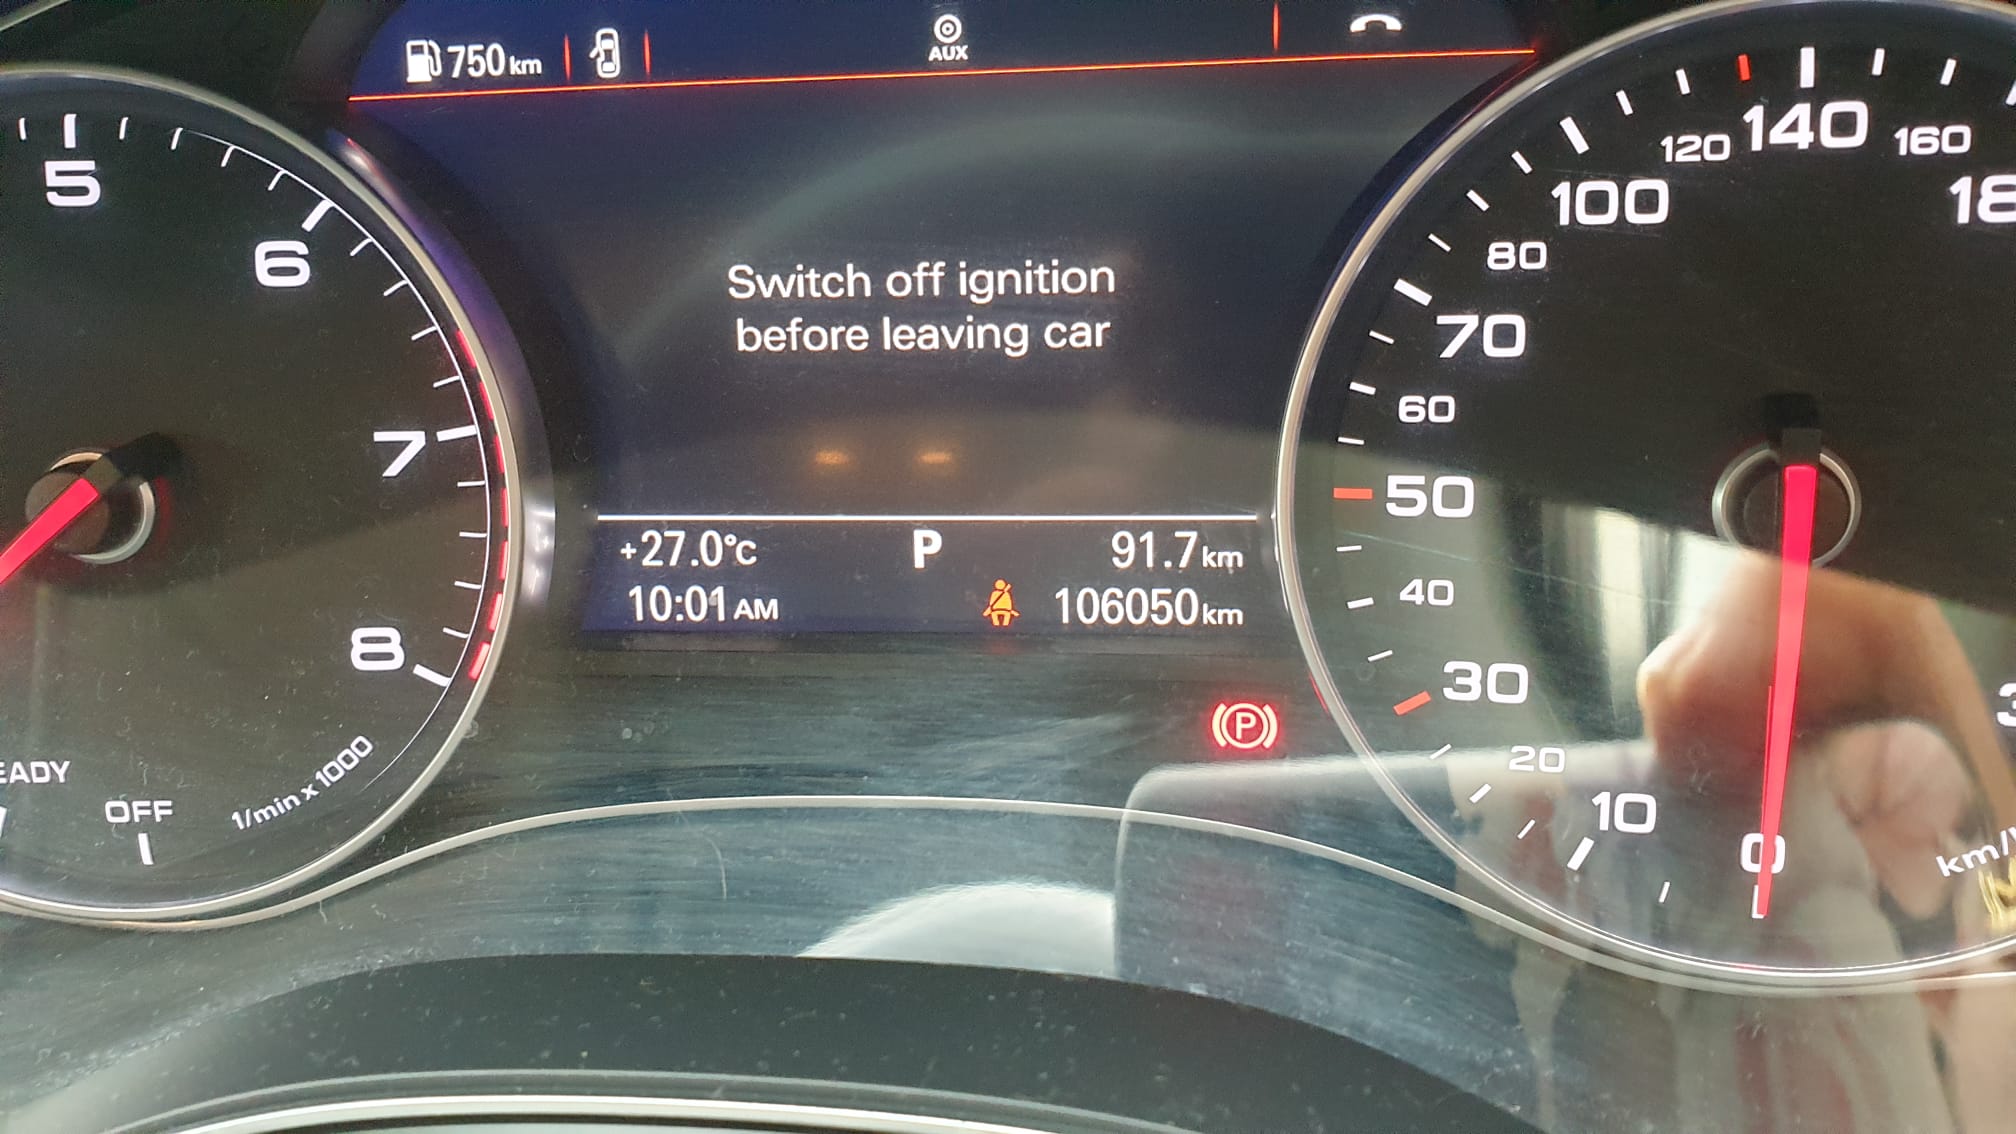 750 km
AUX
Switch off ignition
before leaving car
+27.0°c P 91.7 km
10:01 AM 106050 km
5
6
7
8
OFF
1/min x 1000
P
0
10
20
30
40
50
60
70
80
100
120
140
160